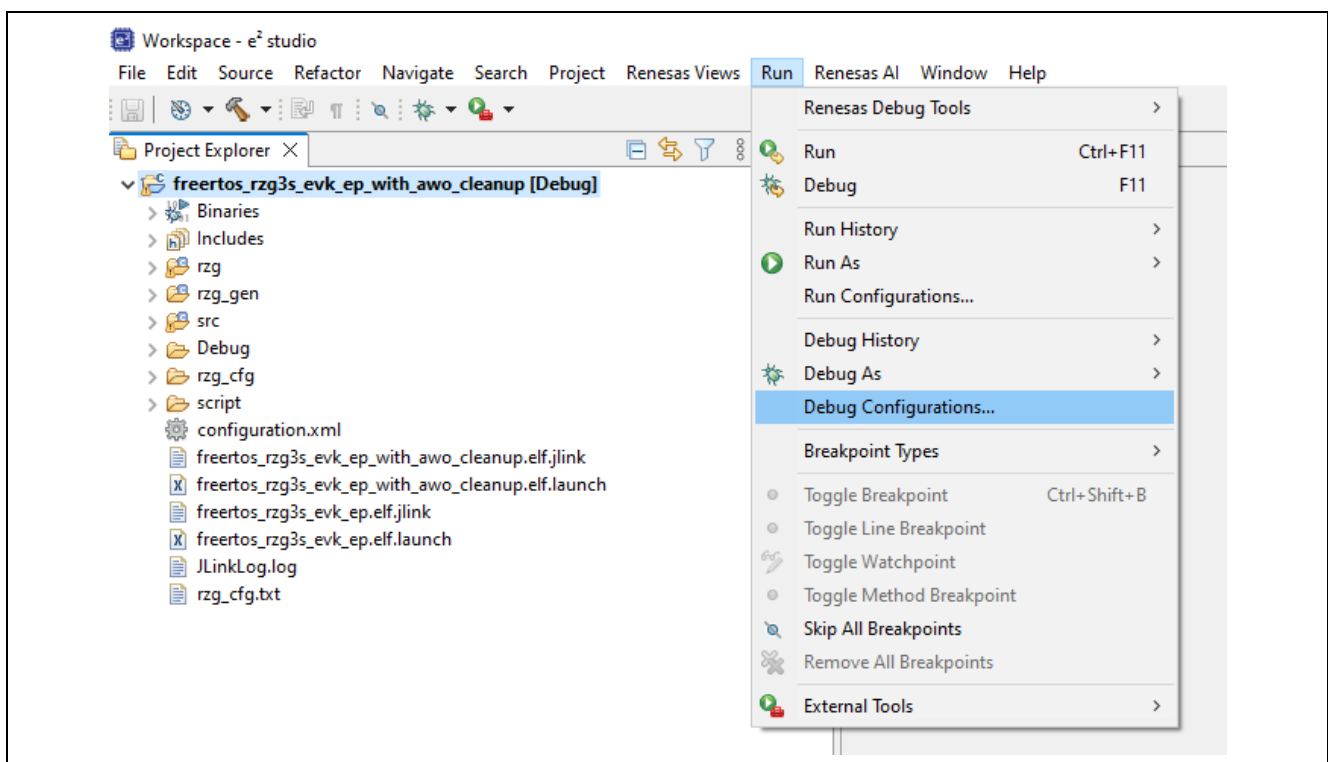 Workspace - e² studio
File Edit Source Refactor Navigate Search Project Renesas Views Run Renesas AI Window Help
Project Explorer
freertos_rzg3s_evk_ep_with_awo_cleanup [Debug]
Binaries
Includes
rzg
rzg_gen
src
Debug
rzg_cfg
script
configuration.xml
freertos_rzg3s_evk_ep_with_awo_cleanup.elf.jlink
freertos_rzg3s_evk_ep_with_awo_cleanup.elf.launch
freertos_rzg3s_evk_ep.elf.jlink
freertos_rzg3s_evk_ep.elf.launch
JLinkLog.log
rzg_cfg.txt
Renesas Debug Tools
Run Ctrl+F11
Debug F11
Run History
Run As
Run Configurations...
Debug History
Debug As
Debug Configurations...
Breakpoint Types
Toggle Breakpoint Ctrl+Shift+B
Toggle Line Breakpoint
Toggle Watchpoint
Toggle Method Breakpoint
Skip All Breakpoints
Remove All Breakpoints
External Tools